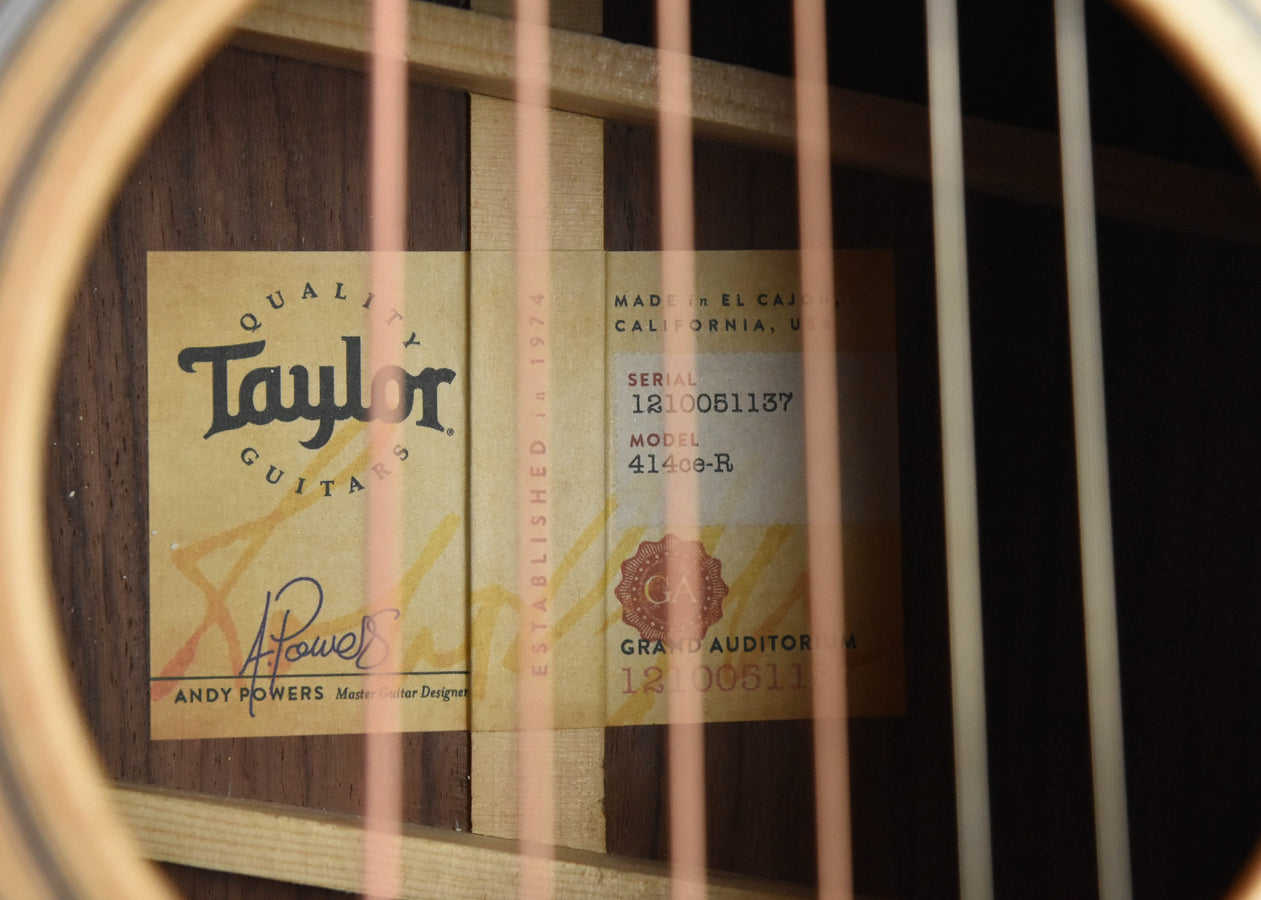 QUALITY
Taylor®
GUITARS
A. Powers
ANDY POWERS Master Guitar Designer
ESTABLISHED in 1974
MADE in EL CAJON,
CALIFORNIA, USA
SERIAL
1210051137
MODEL
414ce-R
GA
GRAND AUDITORIUM